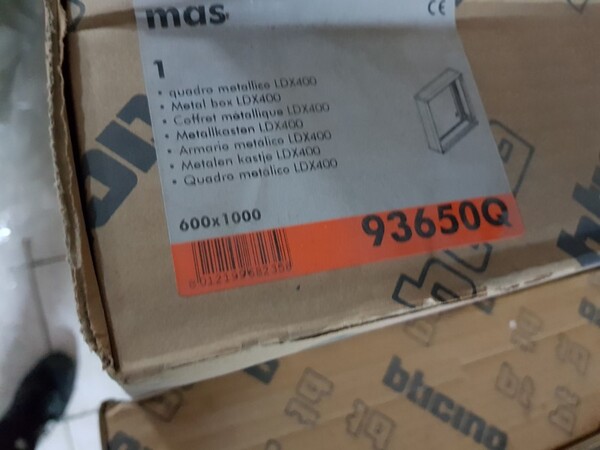 mas
CE
1
• quadro metallico LDX400
• Metal box LDX400
• Coffret métallique LDX400
• Metallkasten LDX400
• Armario metalico LDX400
• Metalen kastje LDX400
• Quadro metálico LDX400
600x1000
93650Q
bticino